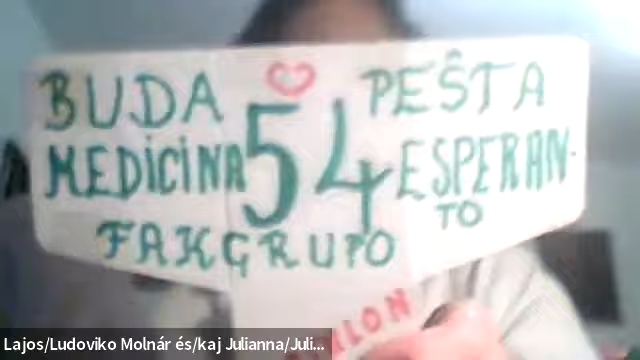 BUDA PEŜTA
MEDICINA 54 ESPERAN-
TO
FAKGRUPO
Lajos/Ludoviko Molnár és/kaj Julianna/Juli...